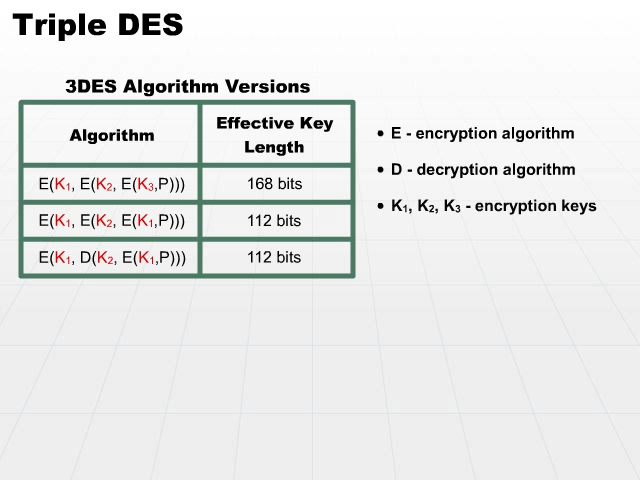 Triple DES
3DES Algorithm Versions
Algorithm
Effective Key
Length
E(K₁, E(K₂, E(K₃,P)))
168 bits
E(K₁, E(K₂, E(K₁,P)))
112 bits
E(K₁, D(K₂, E(K₁,P)))
112 bits
• E - encryption algorithm
• D - decryption algorithm
• K₁, K₂, K₃ - encryption keys